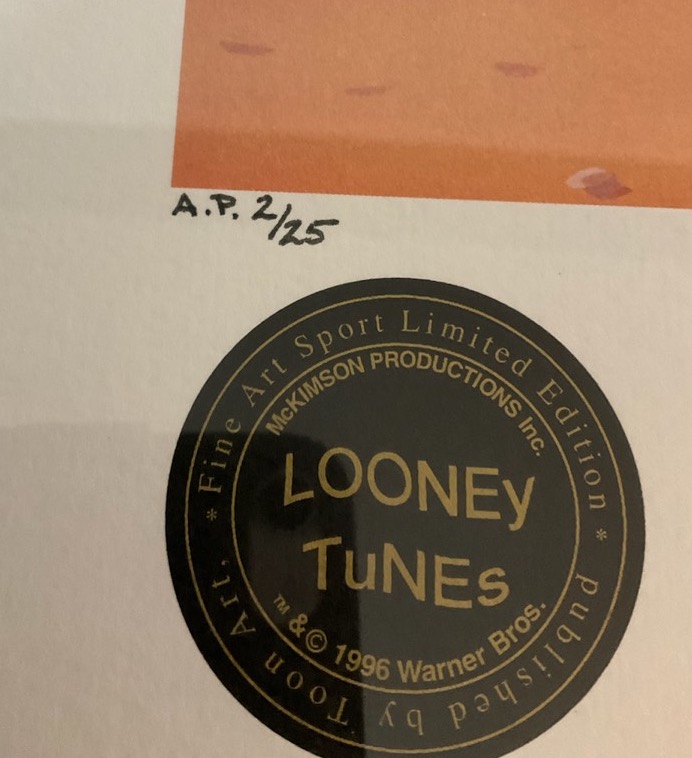 A.P. 2/25
* Fine Art Sport Limited Edition *
McKIMSON PRODUCTIONS Inc.
LOONEy
TuNEs
™ & © 1996 Warner Bros.
published by Toon Art,